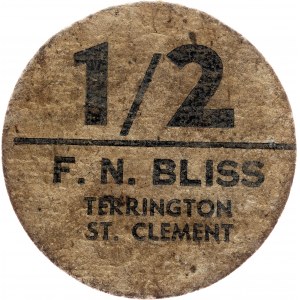 1/2
F. N. BLISS
TERRINGTON
ST. CLEMENT